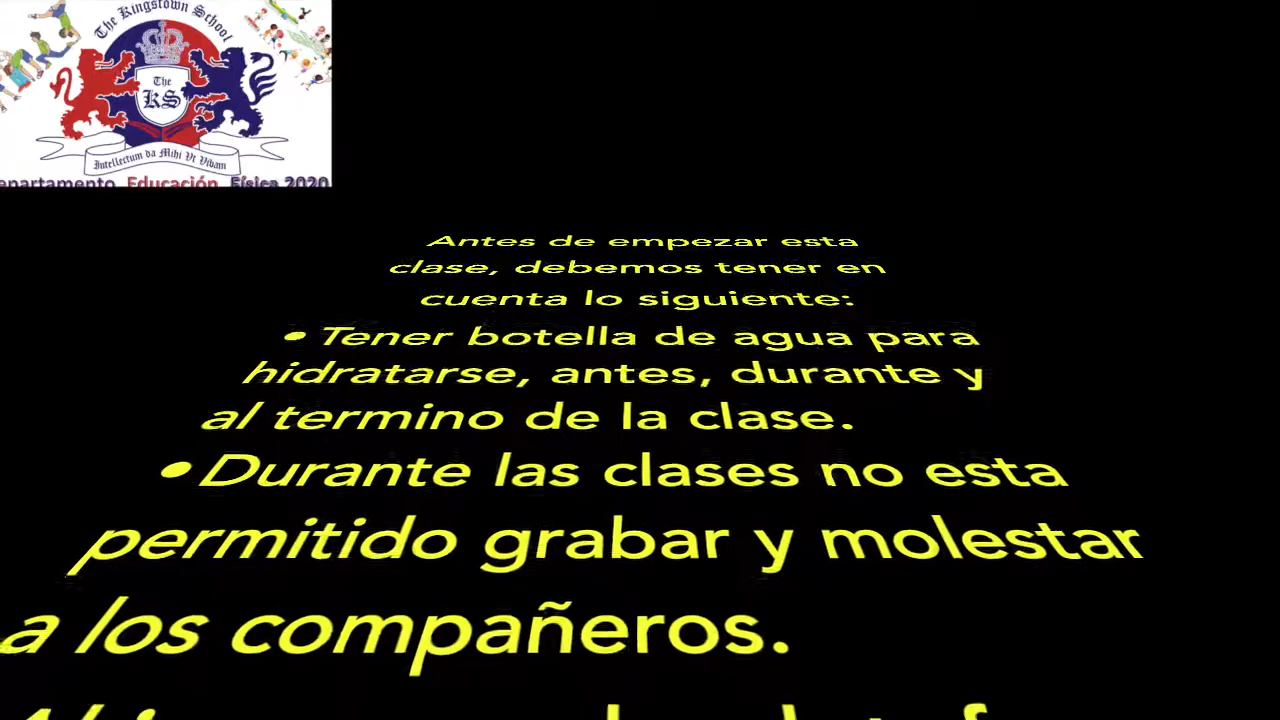 The Kingstown School
The
KS
Intellectum da Mihi Vt Vivam
epartamento Educación Física 2020
Antes de empezar esta
clase, debemos tener en
cuenta lo siguiente:
• Tener botella de agua para
hidratarse, antes, durante y
al termino de la clase.
• Durante las clases no esta
permitido grabar y molestar
a los compañeros.